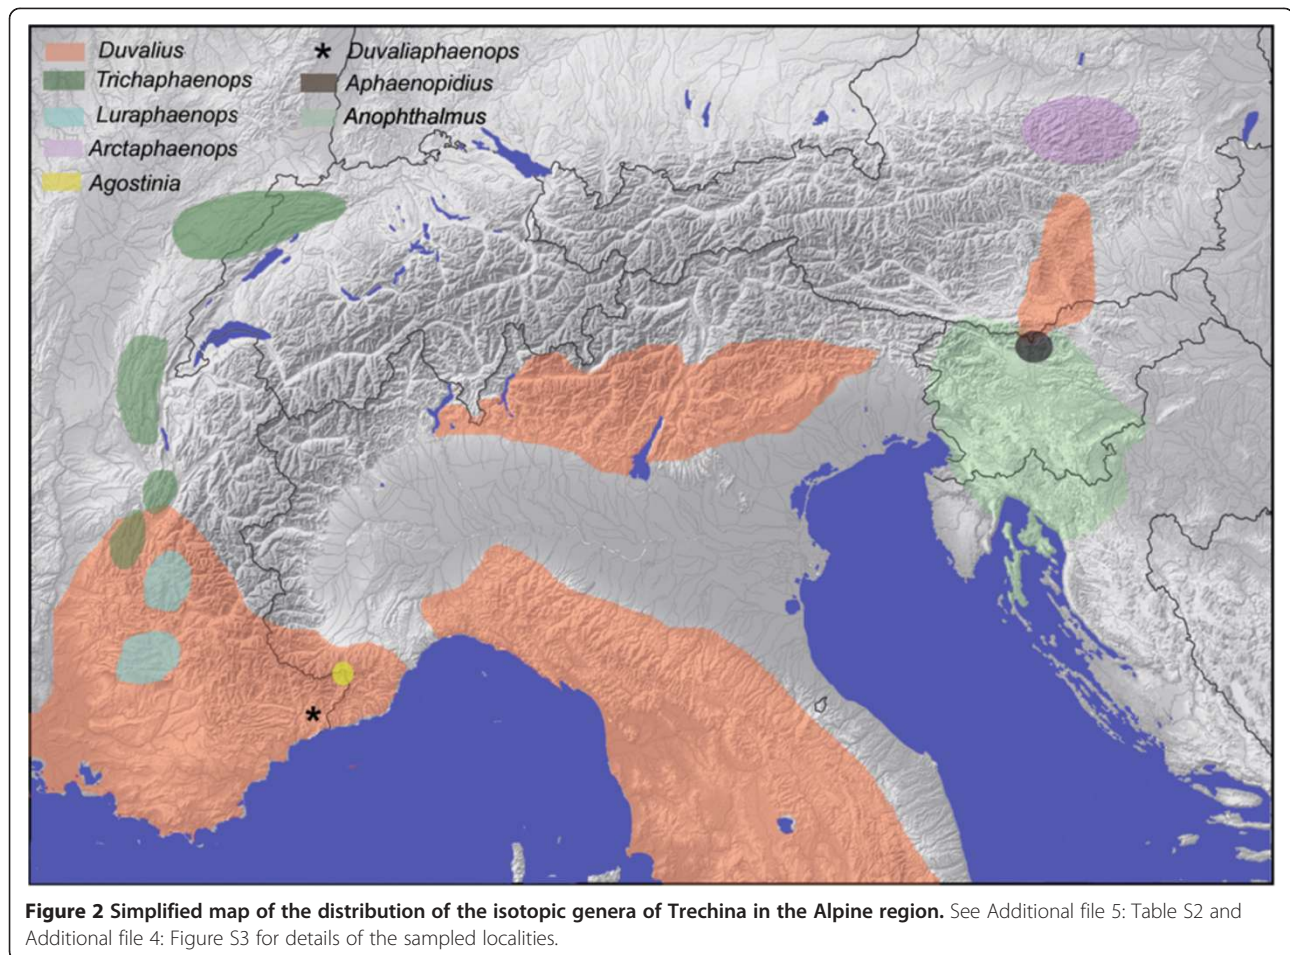 Duvalius
Trichaphaenops
Luraphaenops
Arctaphaenops
Agostinia
* Duvaliaphaenops
Aphaenopidius
Anophthalmus
*
Figure 2 Simplified map of the distribution of the isotopic genera of Trechina in the Alpine region. See Additional file 5: Table S2 and
Additional file 4: Figure S3 for details of the sampled localities.